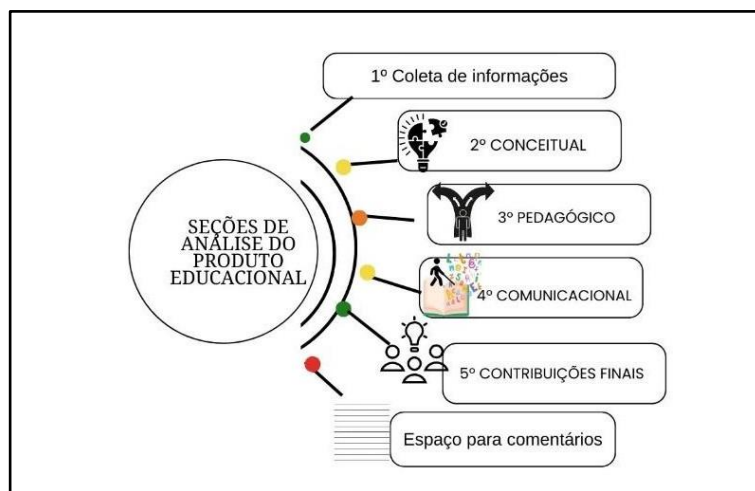 1º Coleta de informações
2º CONCEITUAL
3º PEDAGÓGICO
4º COMUNICACIONAL
5º CONTRIBUIÇÕES FINAIS
Espaço para comentários
SEÇÕES DE
ANÁLISE DO
PRODUTO
EDUCACIONAL